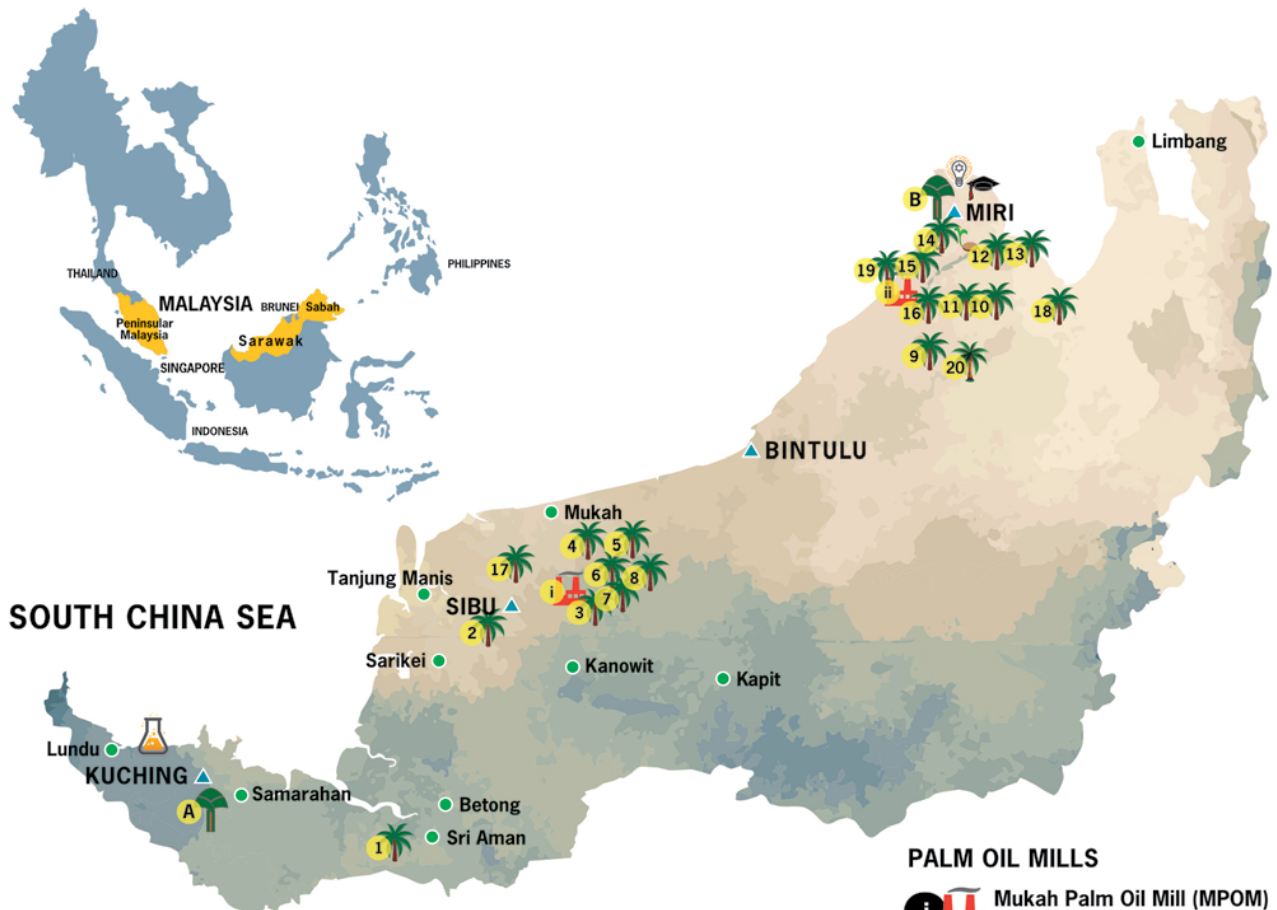 THAILAND
MALAYSIA
Peninsular
Malaysia
BRUNEI
Sabah
Sarawak
SINGAPORE
INDONESIA
PHILIPPINES
Limbang
B
MIRI
14
12
13
19
15
ii
16
11
10
18
9
20
BINTULU
Mukah
4
5
17
6
8
i
7
3
Tanjung Manis
SIBU
2
SOUTH CHINA SEA
Sarikei
Kanowit
Kapit
Lundu
KUCHING
Samarahan
A
Betong
Sri Aman
1
PALM OIL MILLS
i
Mukah Palm Oil Mill (MPOM)